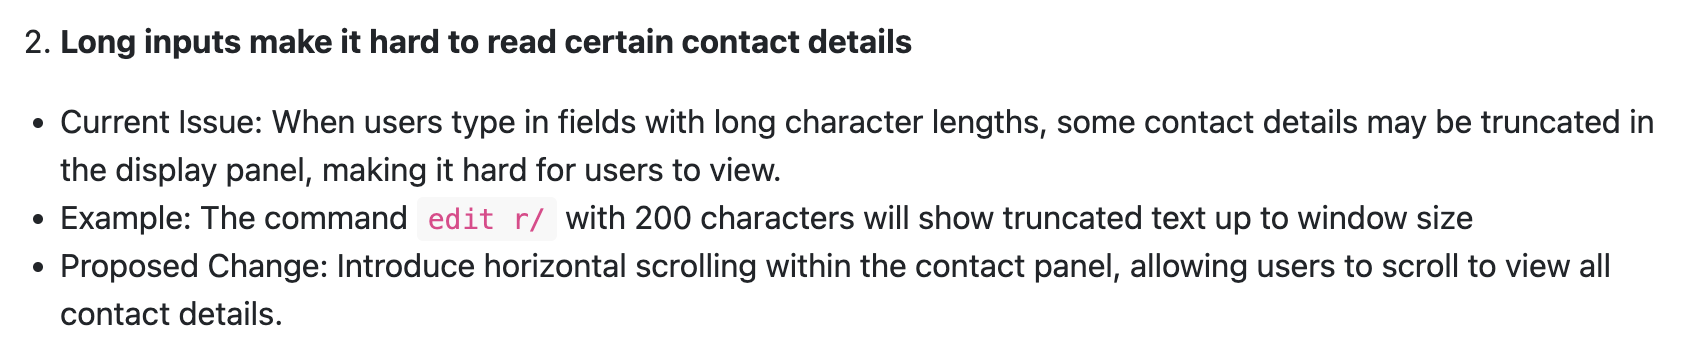 2. Long inputs make it hard to read certain contact details
• Current Issue: When users type in fields with long character lengths, some contact details may be truncated in
the display panel, making it hard for users to view.
• Example: The command edit r/ with 200 characters will show truncated text up to window size
• Proposed Change: Introduce horizontal scrolling within the contact panel, allowing users to scroll to view all
contact details.